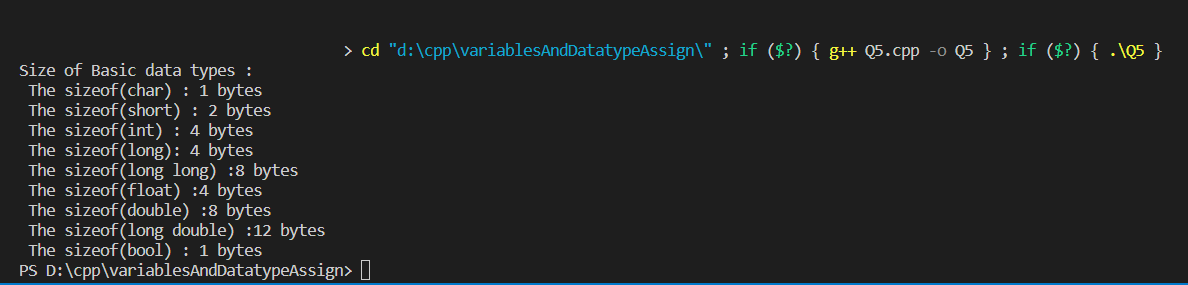 > cd "d:\cpp\variablesAndDatatypeAssign\" ; if ($?) { g++ Q5.cpp -o Q5 } ; if ($?) { .\Q5 }
Size of Basic data types :
The sizeof(char) : 1 bytes
The sizeof(short) : 2 bytes
The sizeof(int) : 4 bytes
The sizeof(long): 4 bytes
The sizeof(long long) :8 bytes
The sizeof(float) :4 bytes
The sizeof(double) :8 bytes
The sizeof(long double) :12 bytes
The sizeof(bool) : 1 bytes
PS D:\cpp\variablesAndDatatypeAssign>